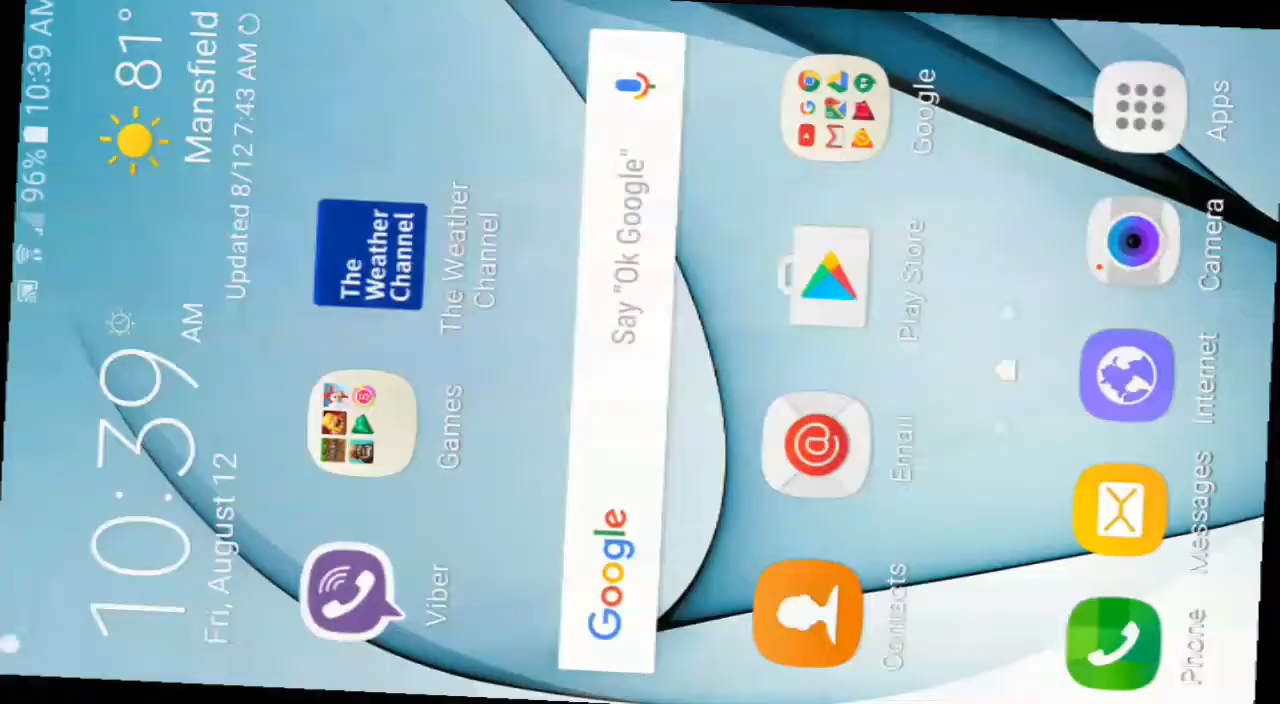 96% 10:39 AM
10:39 AM
Fri, August 12
81°
Mansfield
Updated 8/12 7:43 AM
The
Weather
Channel
Viber
Games
The Weather
Channel
Google
Say "Ok Google"
Contacts
Email
Play Store
Google
Phone
Messages
Internet
Camera
Apps